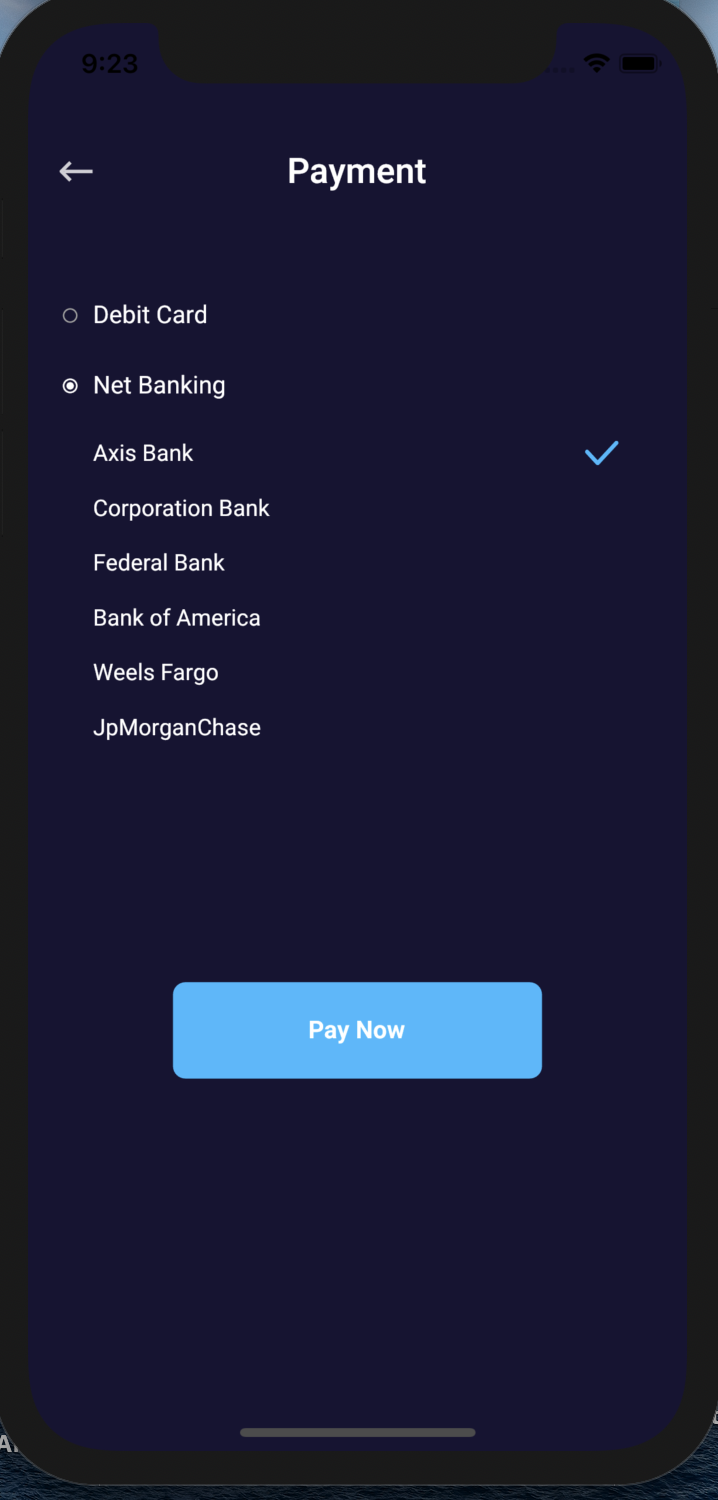 9:23
Payment
Debit Card
Net Banking
Axis Bank
Corporation Bank
Federal Bank
Bank of America
Weels Fargo
JpMorganChase
Pay Now